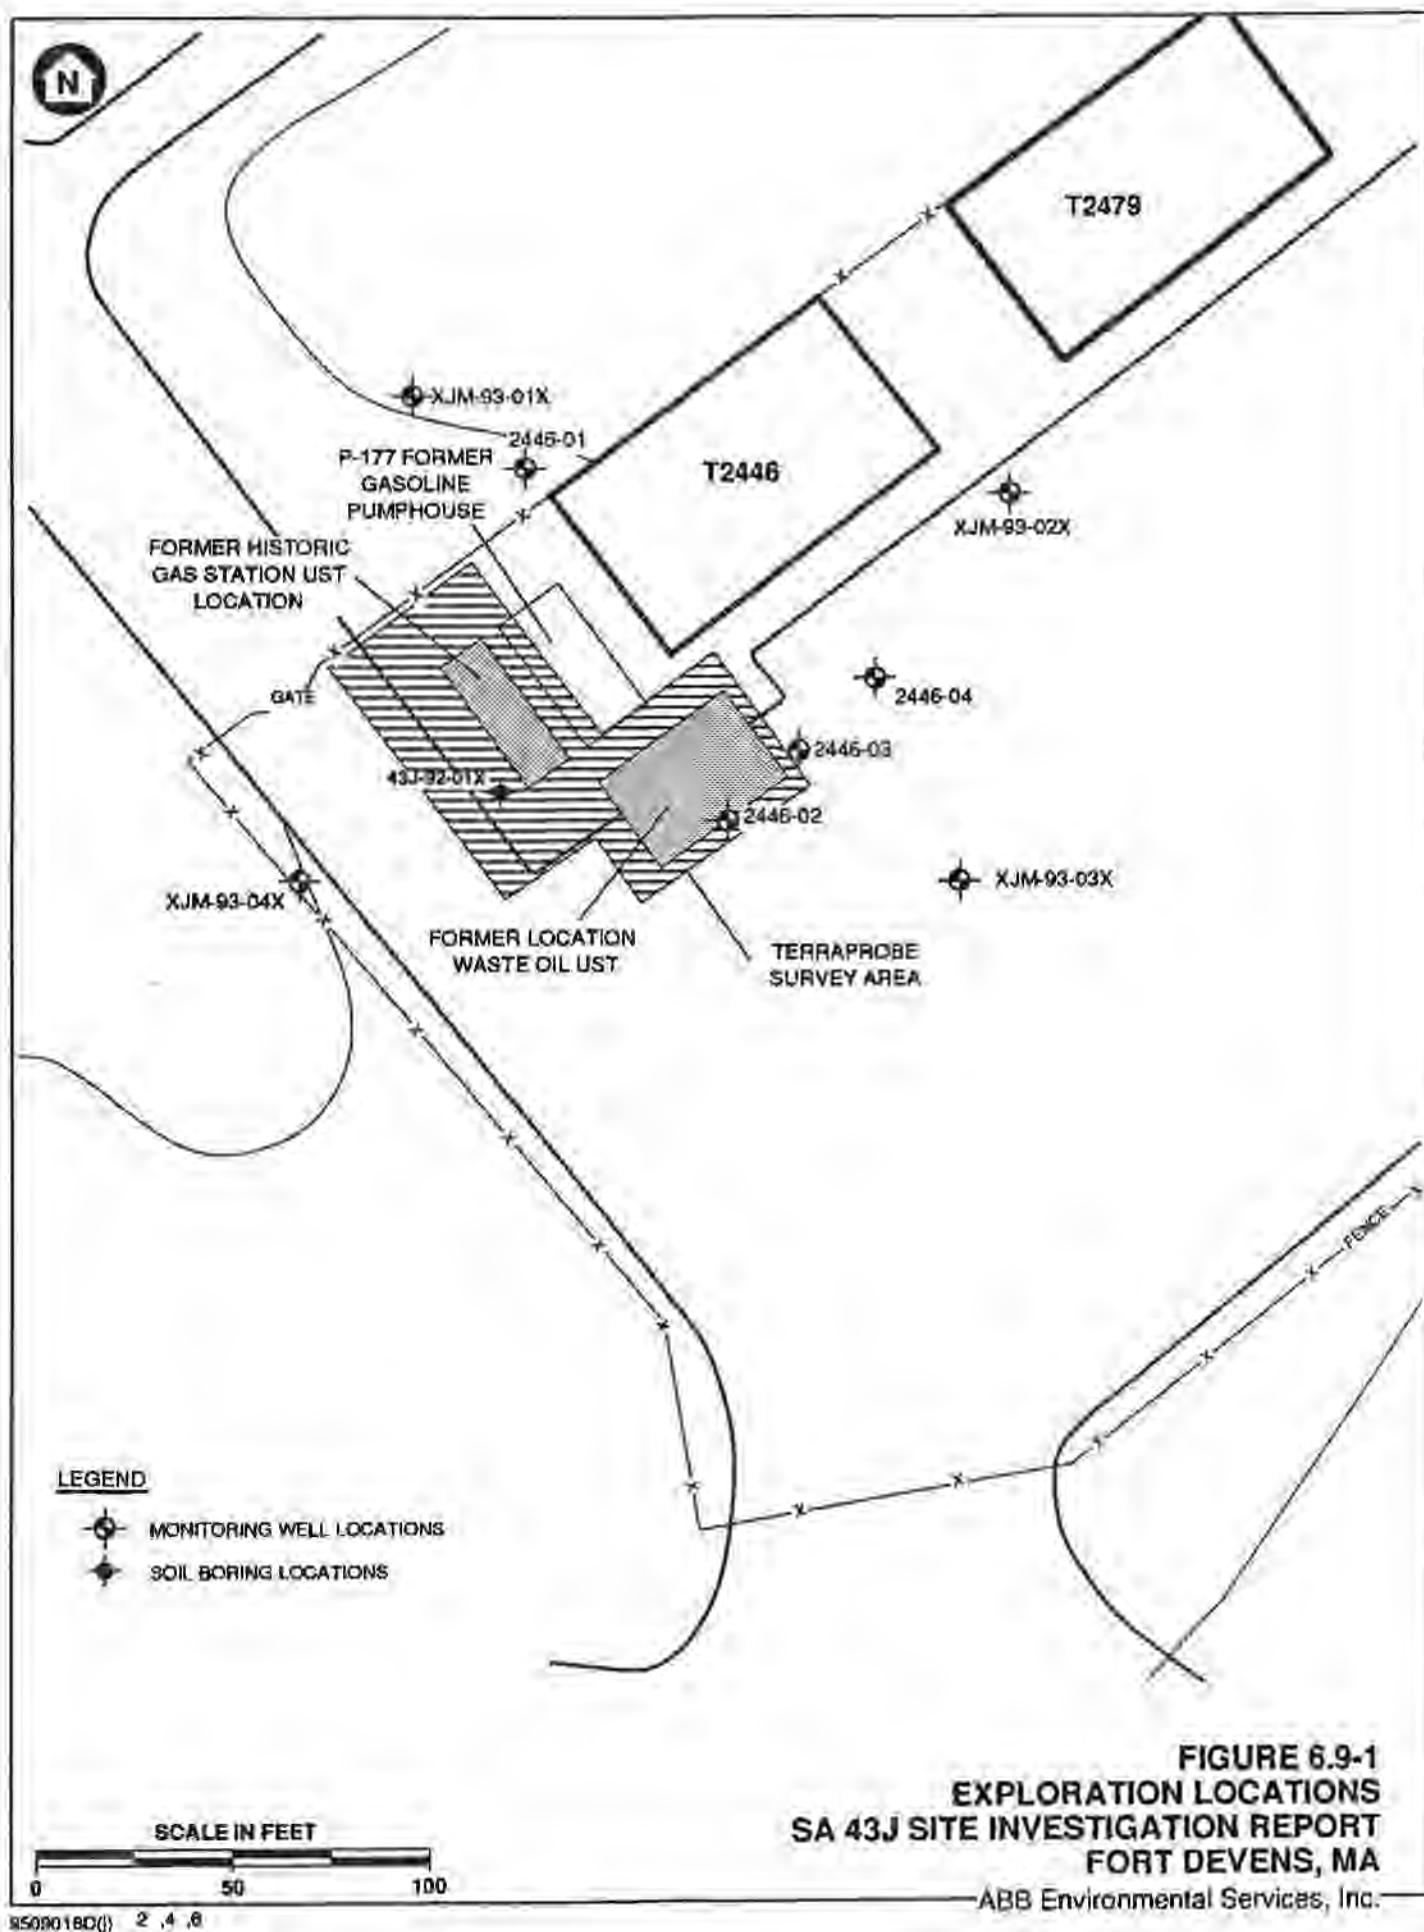 N
T2479
XJM-93-01X
2446-01
P-177 FORMER
GASOLINE
PUMPHOUSE
T2446
XJM-93-02X
FORMER HISTORIC
GAS STATION UST
LOCATION
GATE
2446-04
2446-03
43J-92-01X
2446-02
XJM-93-04X
XJM-93-03X
FORMER LOCATION
WASTE OIL UST
TERRAPROBE
SURVEY AREA
FENCE
LEGEND
MONITORING WELL LOCATIONS
SOIL BORING LOCATIONS
FIGURE 6.9-1
EXPLORATION LOCATIONS
SA 43J SITE INVESTIGATION REPORT
FORT DEVENS, MA
ABB Environmental Services, Inc.
SCALE IN FEET
0 50 100